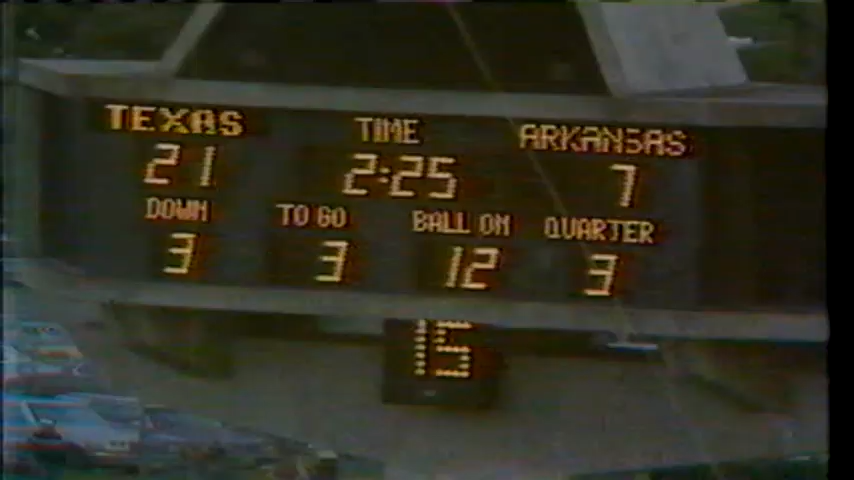 TEXAS TIME ARKANSAS
21 2:25 7
DOWN TO GO BALL ON QUARTER
3 3 12 3
15